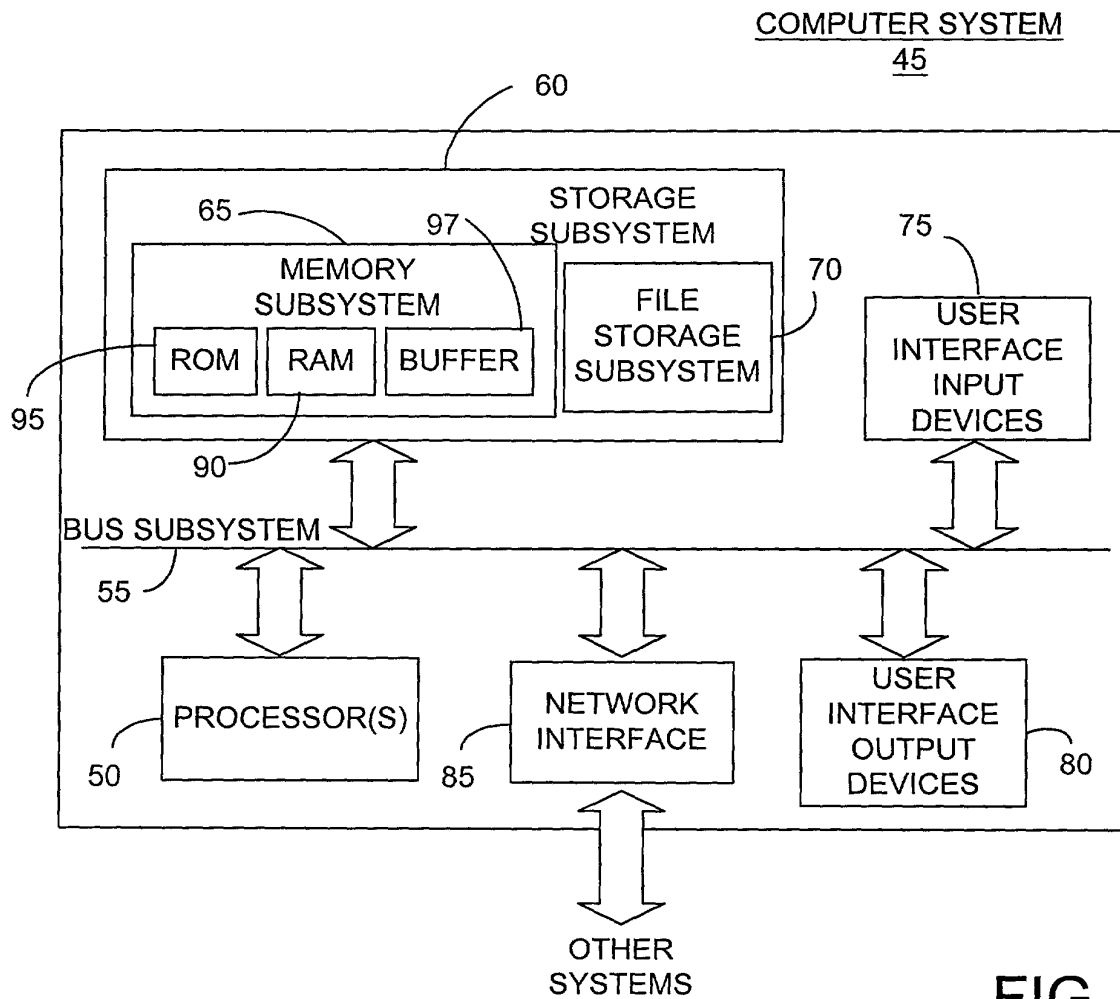 COMPUTER SYSTEM
45
60
STORAGE
SUBSYSTEM
65
97
MEMORY
SUBSYSTEM
ROM
RAM
BUFFER
FILE
STORAGE
SUBSYSTEM
70
75
USER
INTERFACE
INPUT
DEVICES
95
90
BUS SUBSYSTEM
55
PROCESSOR(S)
50
NETWORK
INTERFACE
85
USER
INTERFACE
OUTPUT
DEVICES
80
OTHER
SYSTEMS
FIG